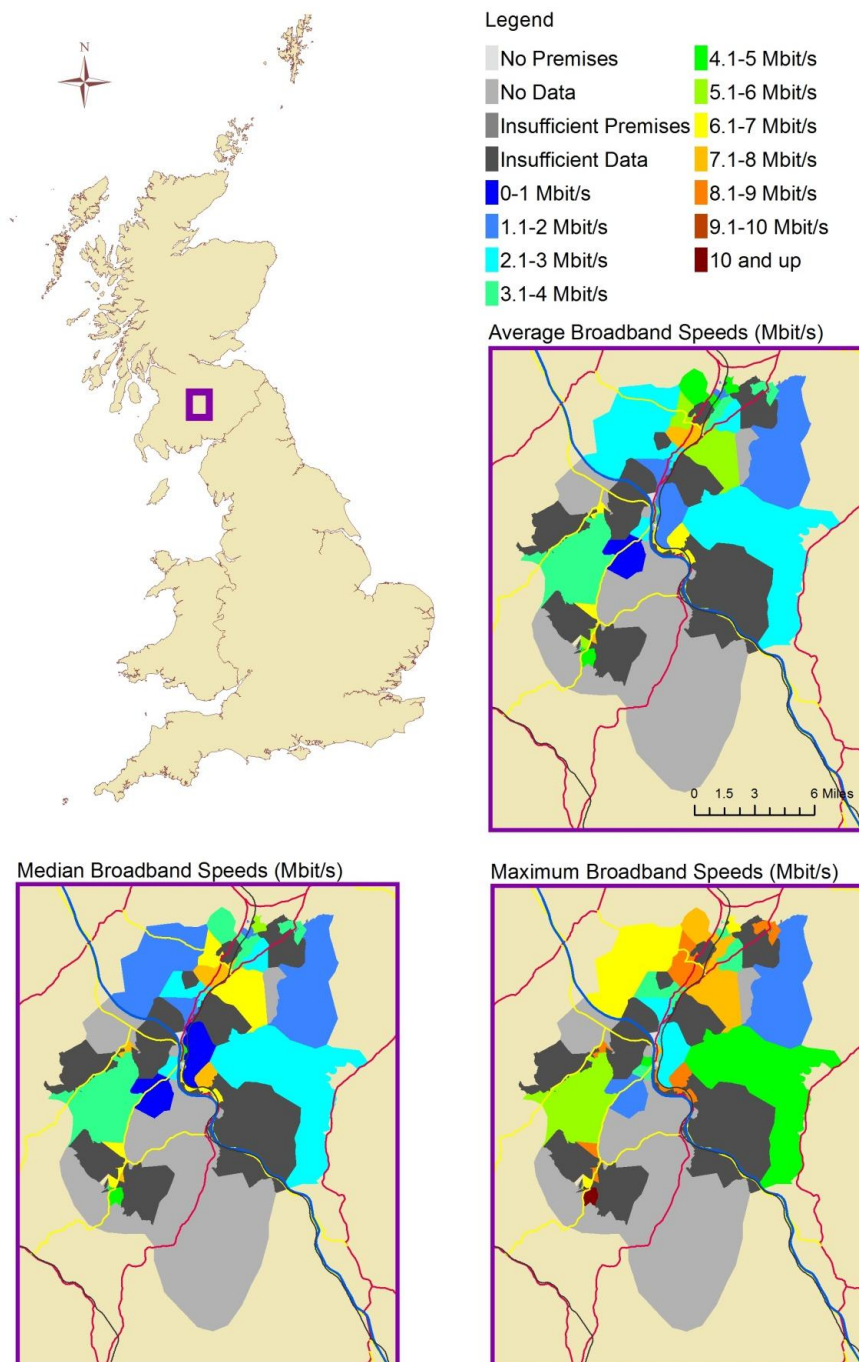 N
Legend
No Premises
No Data
Insufficient Premises
Insufficient Data
0-1 Mbit/s
1.1-2 Mbit/s
2.1-3 Mbit/s
3.1-4 Mbit/s
4.1-5 Mbit/s
5.1-6 Mbit/s
6.1-7 Mbit/s
7.1-8 Mbit/s
8.1-9 Mbit/s
9.1-10 Mbit/s
10 and up
Average Broadband Speeds (Mbit/s)
0 1.5 3 6 Miles
Median Broadband Speeds (Mbit/s)
Maximum Broadband Speeds (Mbit/s)